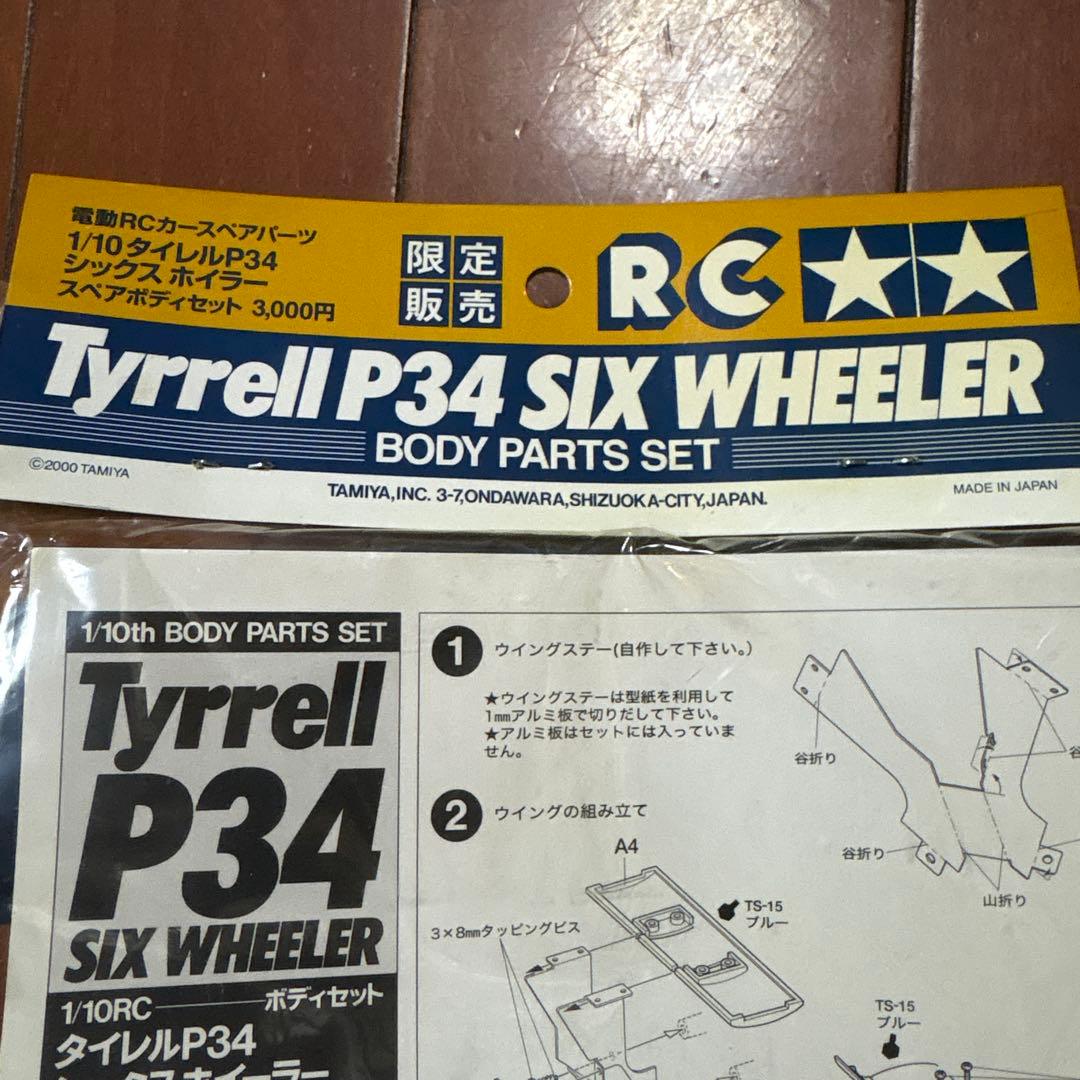 電動RCカースペアパーツ
1/10タイレルP34
シックス ホイラー
スペアボディセット 3,000円
限定
販売
RC
Tyrrell P34 SIX WHEELER
BODY PARTS SET
©2000 TAMIYA
TAMIYA,INC. 3-7,ONDAWARA,SHIZUOKA-CITY,JAPAN.
MADE IN JAPAN
1/10th BODY PARTS SET
Tyrrell
P34
SIX WHEELER
1/10RC ボディセット
タイレルP34
シックスホイーラー
1 ウイングステー(自作して下さい。)
★ウイングステーは型紙を利用して
1mmアルミ板で切りだして下さい。
★アルミ板はセットには入っていま
せん。
谷折り
谷
谷折り
山折り
2 ウイングの組み立て
A4
TS-15
ブルー
3×8mmタッピングビス
TS-15
ブルー